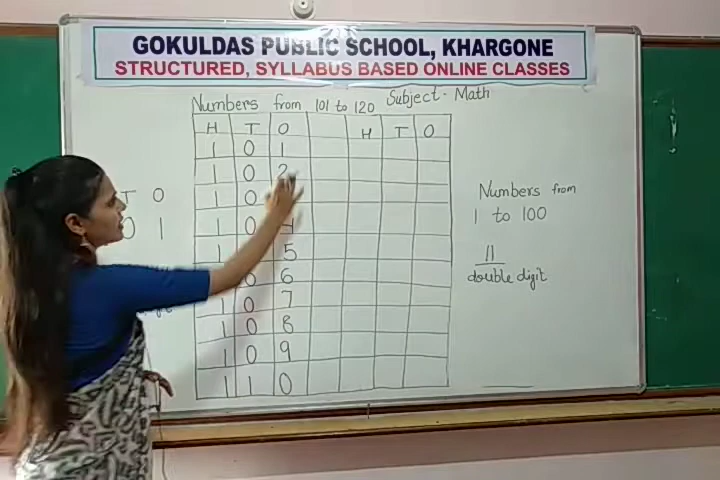 GOKULDAS PUBLIC SCHOOL, KHARGONE
STRUCTURED, SYLLABUS BASED ONLINE CLASSES
Numbers from 101 to 120 Subject - Math
H T O H T O
1 0 1
1 0 2
1 0
1 0 4
1 5
0 6
1 0 7
1 0 8
1 0 9
1 1 0
T O
0 1
Numbers from
1 to 100
11
double digit